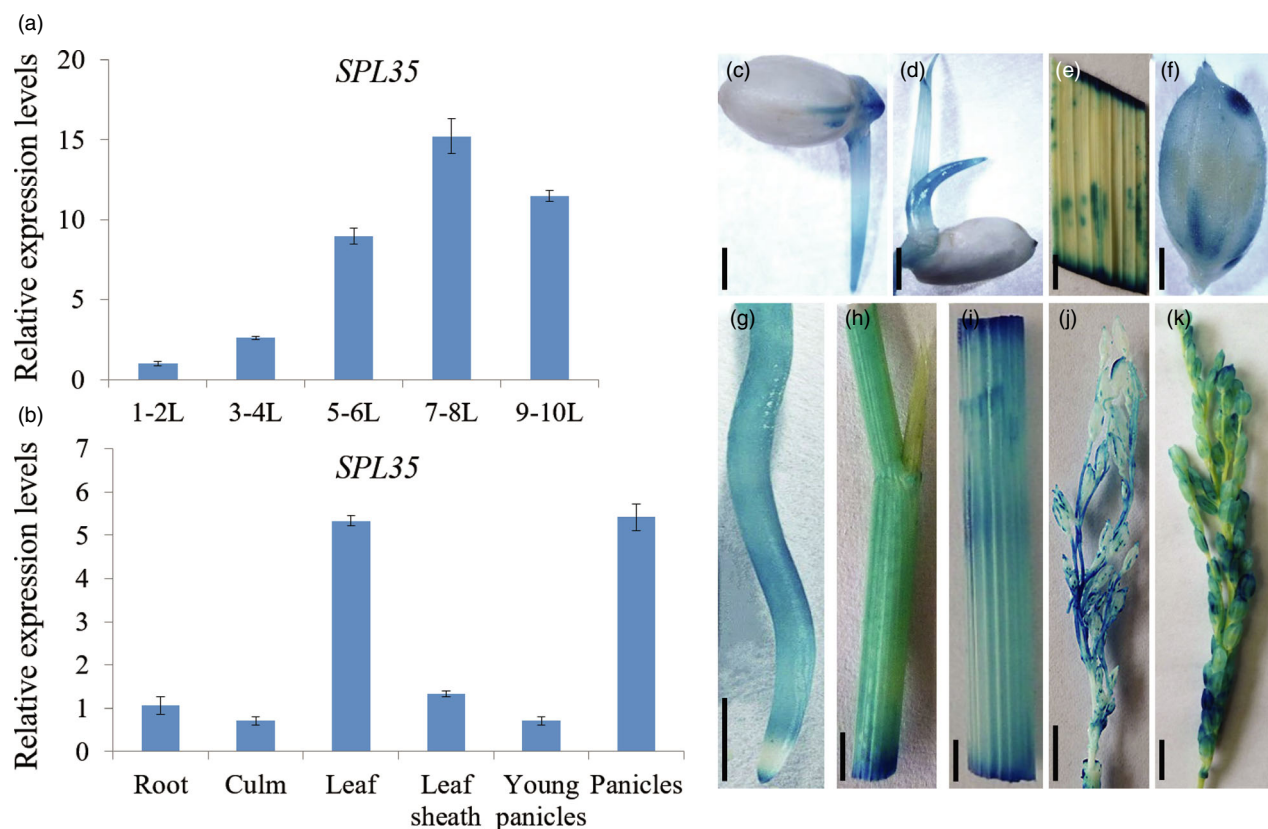 (a)
SPL35
Relative expression levels
20
15
10
5
0
1-2L 3-4L 5-6L 7-8L 9-10L
(b)
SPL35
Relative expression levels
7
6
5
4
3
2
1
0
Root Culm Leaf Leaf sheath Young panicles Panicles
(c) (d) (e) (f)
(g) (h) (i) (j) (k)